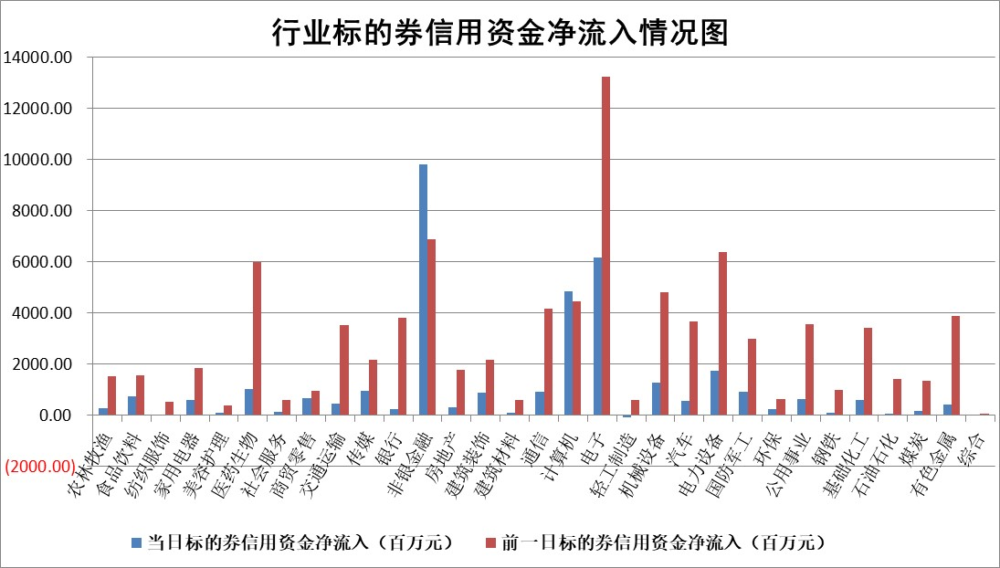 行业标的券信用资金净流入情况图
14000.00
12000.00
10000.00
8000.00
6000.00
4000.00
2000.00
0.00
(2000.00)
农林牧渔
食品饮料
纺织服饰
家用电器
美容护理
医药生物
社会服务
商贸零售
交通运输
传媒
银行
非银金融
房地产
建筑装饰
建筑材料
通信
计算机
电子
轻工制造
机械设备
汽车
电力设备
国防军工
环保
公用事业
钢铁
基础化工
石油石化
煤炭
有色金属
综合
当日标的券信用资金净流入（百万元） 前一日标的券信用资金净流入（百万元）